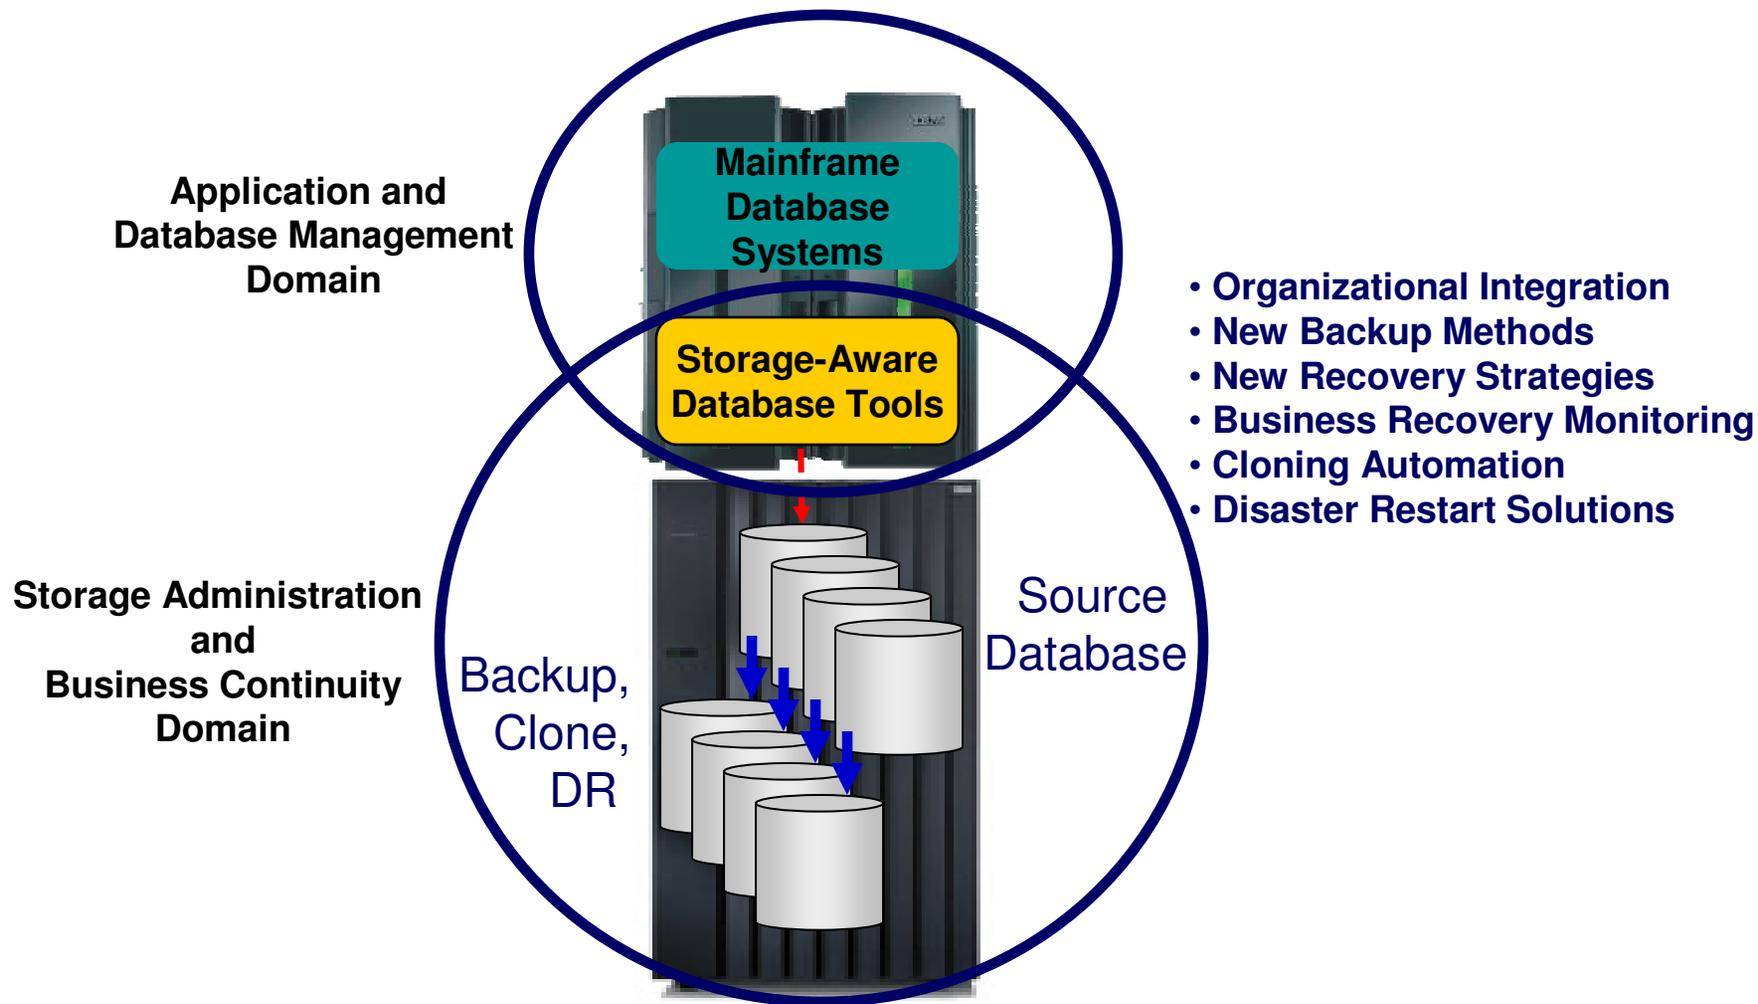 Application and
Database Management
Domain
IBM
Mainframe
Database
Systems
Storage-Aware
Database Tools
• Organizational Integration
• New Backup Methods
• New Recovery Strategies
• Business Recovery Monitoring
• Cloning Automation
• Disaster Restart Solutions
Storage Administration
and
Business Continuity
Domain
Backup,
Clone,
DR
Source
Database